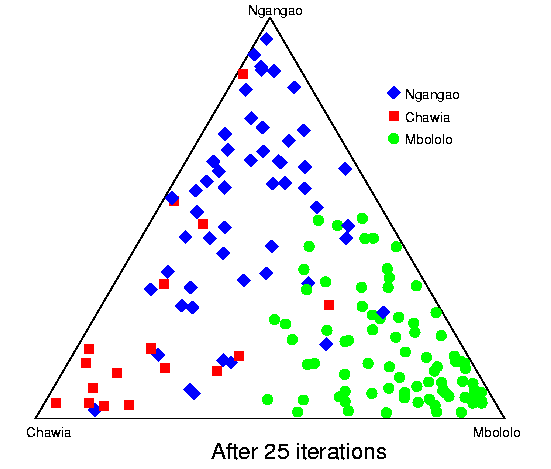 Ngangao
Ngangao
Chawia
Mbololo
Chawia
Mbololo
After 25 iterations